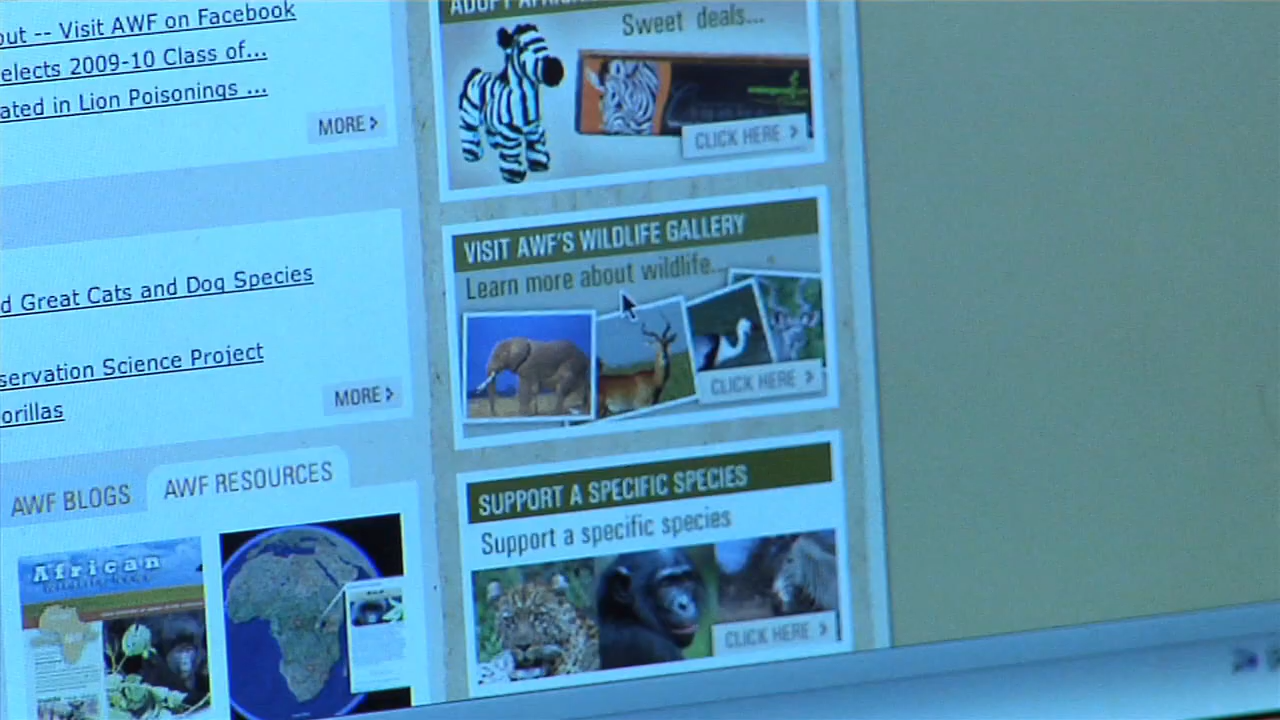 out -- Visit AWF on Facebook
elects 2009-10 Class of...
ated in Lion Poisonings ...
MORE >
d Great Cats and Dog Species
servation Science Project
orillas
MORE >
AWF BLOGS
AWF RESOURCES
African
Sweet deals...
CLICK HERE >
VISIT AWF'S WILDLIFE GALLERY
Learn more about wildlife...
CLICK HERE >
SUPPORT A SPECIFIC SPECIES
Support a specific species
CLICK HERE >